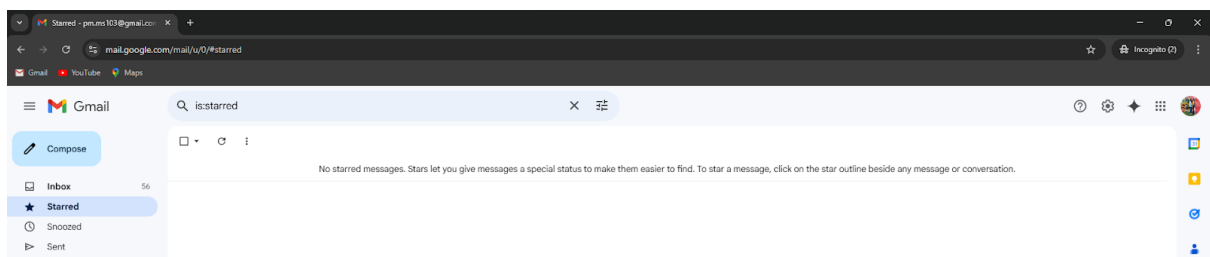 Starred - pm.ms103@gmail.con
mail.google.com/mail/u/0/#starred
Incognito (2)
Gmail YouTube Maps
Gmail
is:starred
Compose
No starred messages. Stars let you give messages a special status to make them easier to find. To star a message, click on the star outline beside any message or conversation.
Inbox 56
Starred
Snoozed
Sent